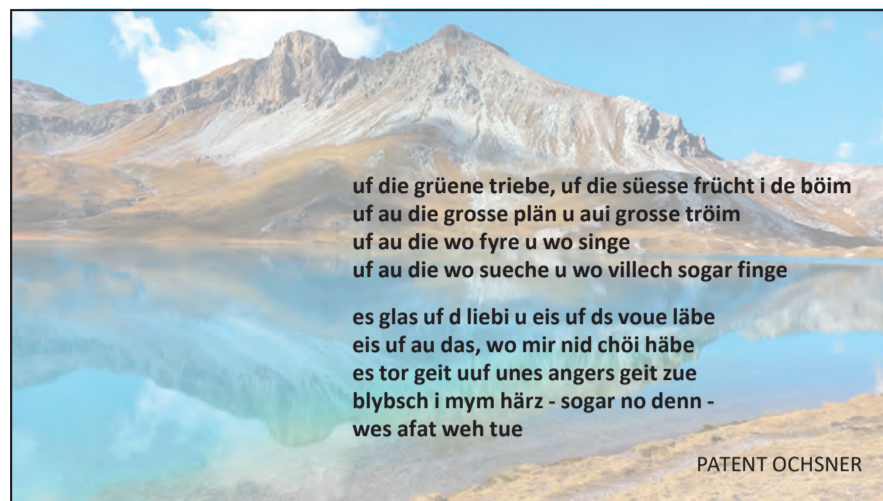 uf die grüene triebe, uf die süesse frücht i de böim
uf au die grosse plän u aui grosse tröim
uf au die wo fyre u wo singe
uf au die wo sueche u wo villech sogar finge
es glas uf d liebi u eis uf ds voue läbe
eis uf au das, wo mir nid chöi häbe
es tor geit uuf unes angers geit zue
blybsch i mym härz - sogar no denn -
wes afat weh tue
PATENT OCHSNER